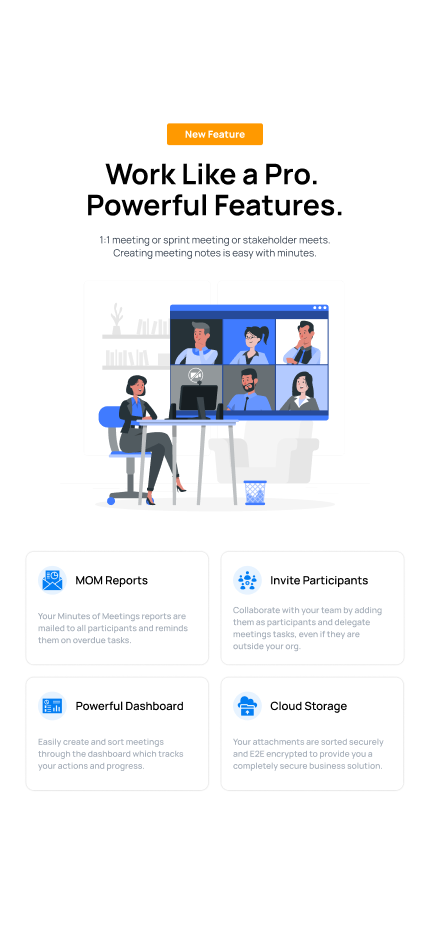 New Feature
Work Like a Pro.
Powerful Features.
1:1 meeting or sprint meeting or stakeholder meets.
Creating meeting notes is easy with minutes.
MOM Reports
Your Minutes of Meetings reports are
mailed to all participants and reminds
them on overdue tasks.
Invite Participants
Collaborate with your team by adding
them as participants and delegate
meetings tasks, even if they are
outside your org.
Powerful Dashboard
Easily create and sort meetings
through the dashboard which tracks
your actions and progress.
Cloud Storage
Your attachments are sorted securely
and E2E encrypted to provide you a
completely secure business solution.